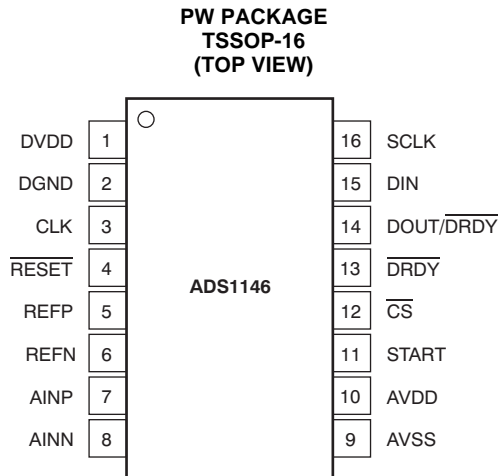 PW PACKAGE
TSSOP-16
(TOP VIEW)
DVDD 1 16 SCLK
DGND 2 15 DIN
CLK 3 14 DOUT/DRDY
RESET 4 13 DRDY
ADS1146
REFP 5 12 CS
REFN 6 11 START
AINP 7 10 AVDD
AINN 8 9 AVSS